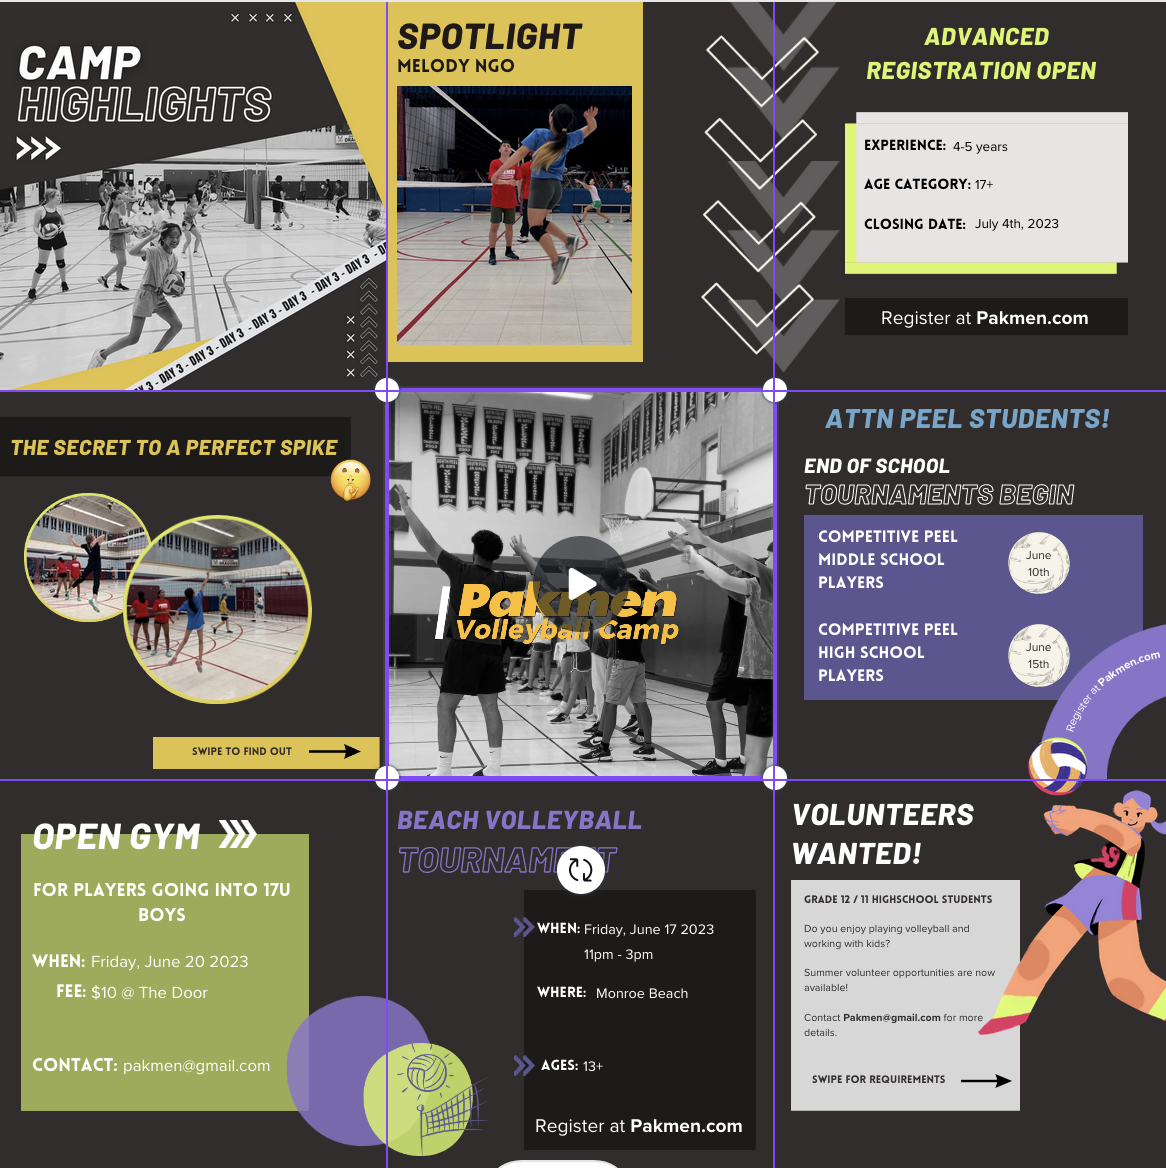 CAMP
HIGHLIGHTS
DAY 3 - DAY 3 - DAY 3 - DAY 3 - DAY 3 - DAY 3
SPOTLIGHT
MELODY NGO
ADVANCED
REGISTRATION OPEN
EXPERIENCE: 4-5 years
AGE CATEGORY: 17+
CLOSING DATE: July 4th, 2023
Register at Pakmen.com
THE SECRET TO A PERFECT SPIKE
SWIPE TO FIND OUT
Pakmen
Volleyball Camp
ATTN PEEL STUDENTS!
END OF SCHOOL
TOURNAMENTS BEGIN
COMPETITIVE PEEL
MIDDLE SCHOOL
PLAYERS
June
10th
COMPETITIVE PEEL
HIGH SCHOOL
PLAYERS
June
15th
Register at Pakmen.com
OPEN GYM
FOR PLAYERS GOING INTO 17U
BOYS
WHEN: Friday, June 20 2023
FEE: $10 @ The Door
CONTACT: pakmen@gmail.com
BEACH VOLLEYBALL
TOURNAMENT
WHEN: Friday, June 17 2023
11pm - 3pm
WHERE: Monroe Beach
AGES: 13+
Register at Pakmen.com
VOLUNTEERS
WANTED!
GRADE 12 / 11 HIGHSCHOOL STUDENTS
Do you enjoy playing volleyball and
working with kids?
Summer volunteer opportunities are now
available!
Contact Pakmen@gmail.com for more
details.
SWIPE FOR REQUIREMENTS